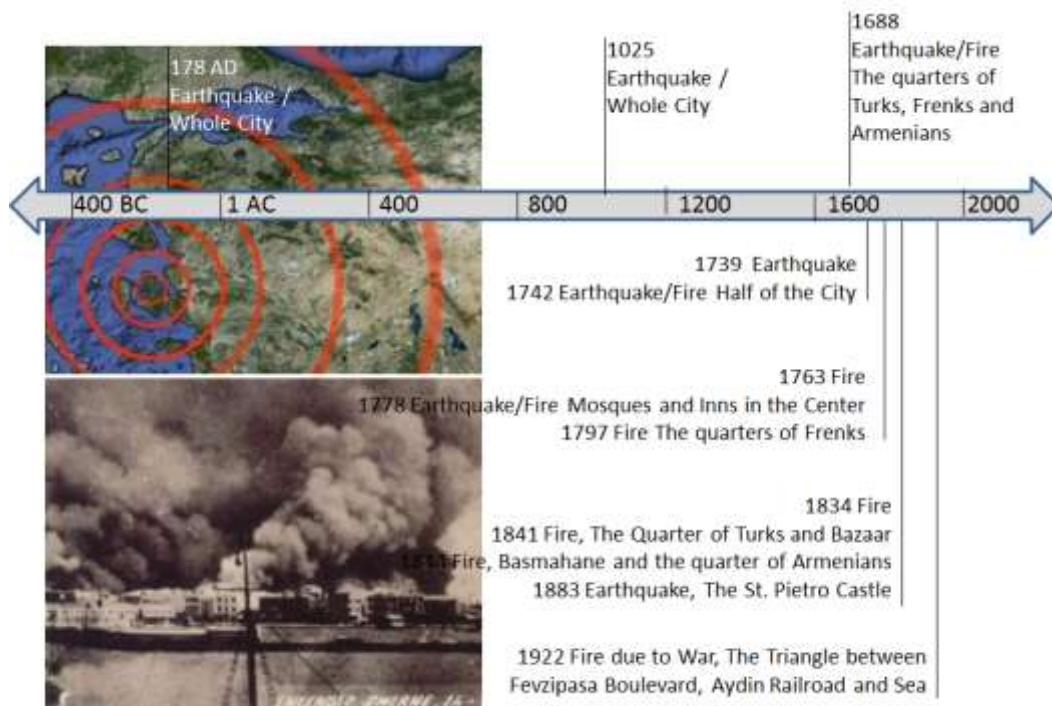 178 AD
Earthquake /
Whole City
1025
Earthquake /
Whole City
1688
Earthquake/Fire
The quarters of
Turks, Frenks and
Armenians
400 BC 1 AC 400 800 1200 1600 2000
1739 Earthquake
1742 Earthquake/Fire Half of the City
1763 Fire
1778 Earthquake/Fire Mosques and Inns in the Center
1797 Fire The quarters of Frenks
1834 Fire
1841 Fire, The Quarter of Turks and Bazaar
Fire, Basmahane and the quarter of Armenians
1883 Earthquake, The St. Pietro Castle
1922 Fire due to War, The Triangle between
Fevzipasa Boulevard, Aydin Railroad and Sea
SMYRNE